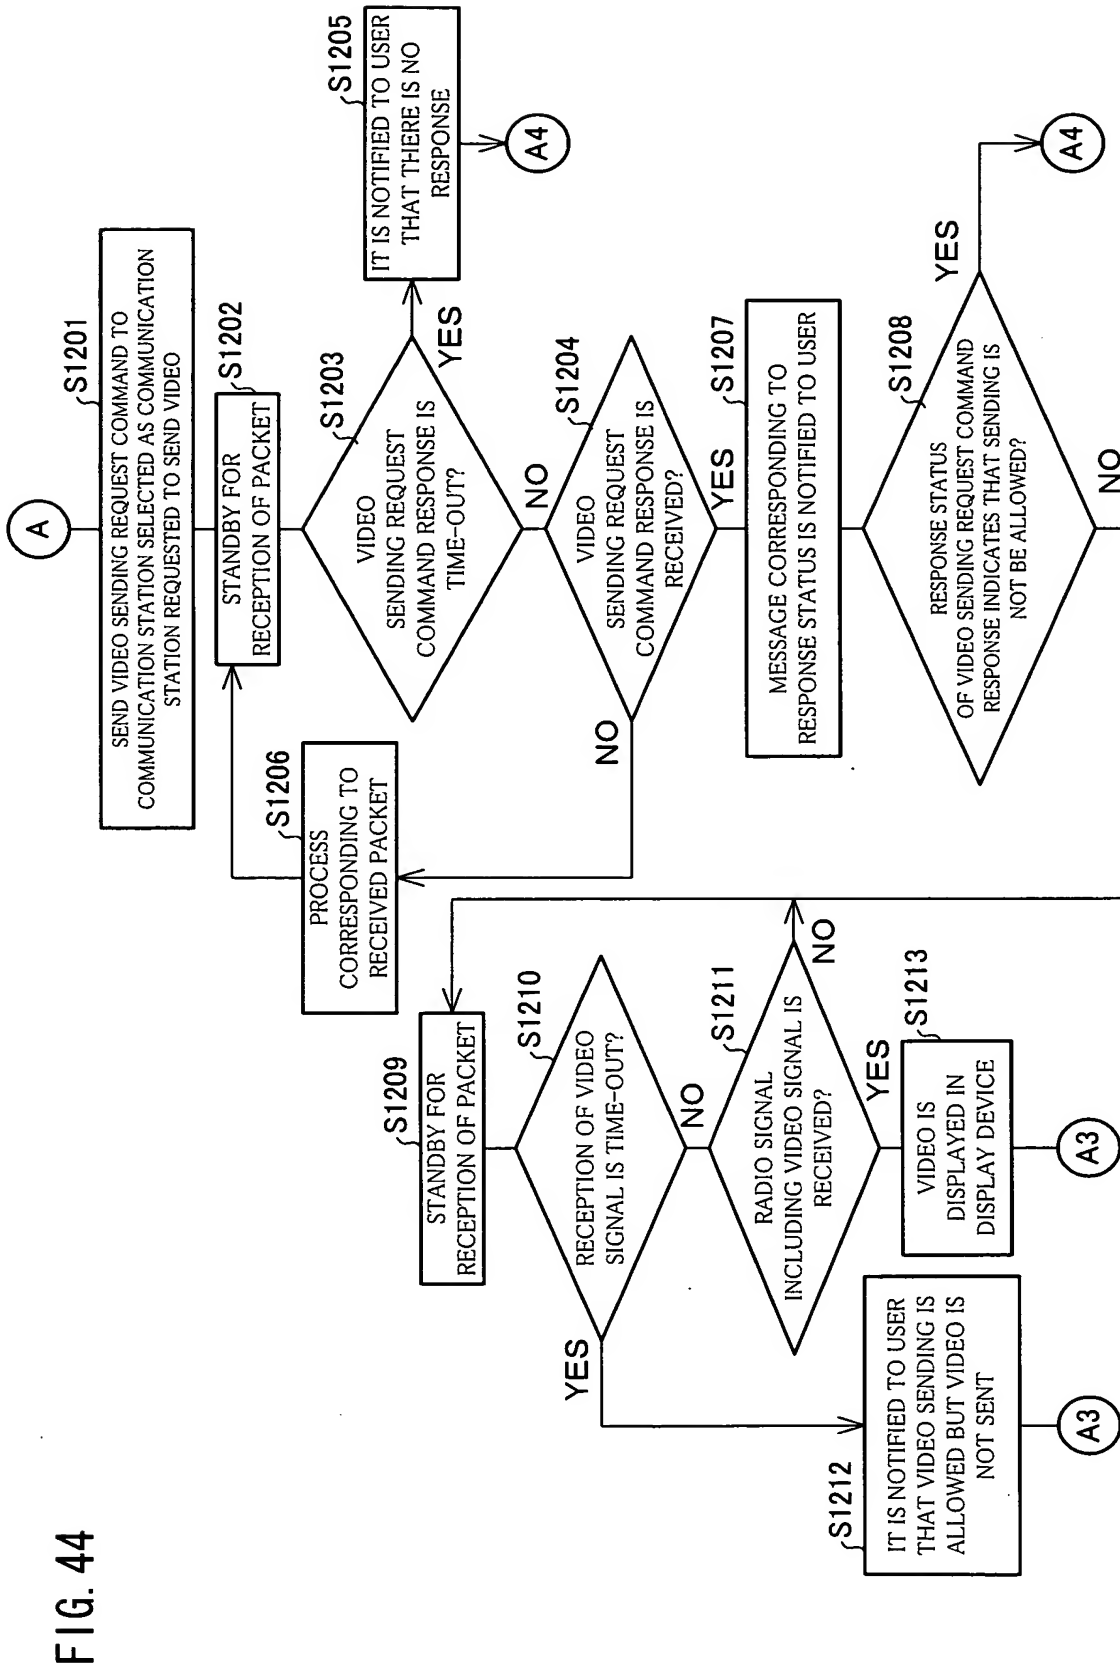 FIG. 44
A
S1201
SEND VIDEO SENDING REQUEST COMMAND TO
COMMUNICATION STATION SELECTED AS COMMUNICATION
STATION REQUESTED TO SEND VIDEO
S1202
STANDBY FOR
RECEPTION OF PACKET
S1203
VIDEO
SENDING REQUEST
COMMAND RESPONSE IS
TIME-OUT?
YES
S1205
IT IS NOTIFIED TO USER
THAT THERE IS NO
RESPONSE
A4
NO
S1204
VIDEO
SENDING REQUEST
COMMAND RESPONSE IS
RECEIVED?
NO
S1206
PROCESS
CORRESPONDING TO
RECEIVED PACKET
YES
S1207
MESSAGE CORRESPONDING TO
RESPONSE STATUS IS NOTIFIED TO USER
S1208
RESPONSE STATUS
OF VIDEO SENDING REQUEST COMMAND
RESPONSE INDICATES THAT SENDING IS
NOT BE ALLOWED?
YES
A4
NO
S1209
STANDBY FOR
RECEPTION OF PACKET
S1210
RECEPTION OF VIDEO
SIGNAL IS TIME-OUT?
YES
NO
S1211
RADIO SIGNAL
INCLUDING VIDEO SIGNAL IS
RECEIVED?
NO
YES
S1213
VIDEO IS
DISPLAYED IN
DISPLAY DEVICE
A3
S1212
IT IS NOTIFIED TO USER
THAT VIDEO SENDING IS
ALLOWED BUT VIDEO IS
NOT SENT
A3